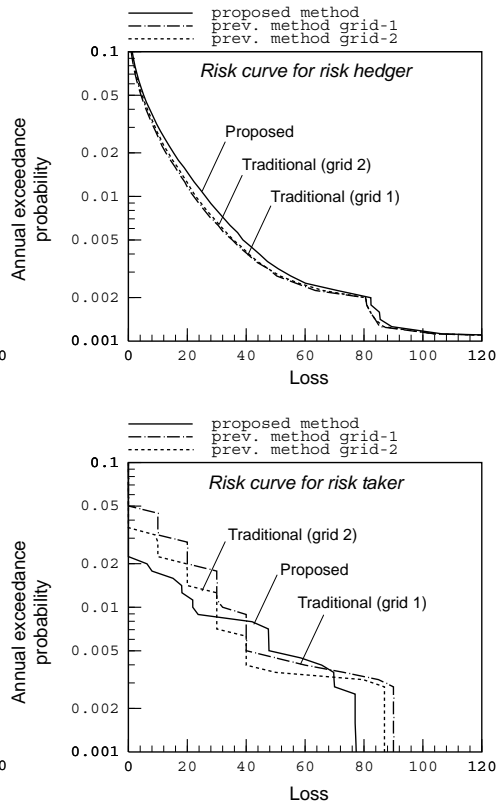 proposed method
prev. method grid-1
prev. method grid-2
0.1
Risk curve for risk hedger
0.05
Proposed
0.02
Traditional (grid 2)
0.01
Traditional (grid 1)
0.005
0.002
0.001
Annual exceedance
probability
0
0 20 40 60 80 100 120
Loss
proposed method
prev. method grid-1
prev. method grid-2
0.1
Risk curve for risk taker
0.05
Traditional (grid 2)
0.02
Proposed
0.01
Traditional (grid 1)
0.005
0.002
0.001
Annual exceedance
probability
0
0 20 40 60 80 100 120
Loss